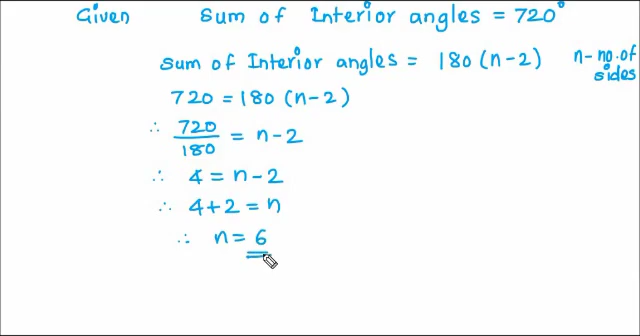 Given Sum of Interior angles = 720°
Sum of Interior angles = 180 (n-2) n-no.of sides
720 = 180 (n-2)
∴ 720/180 = n-2
∴ 4 = n-2
∴ 4+2 = n
∴ n = 6